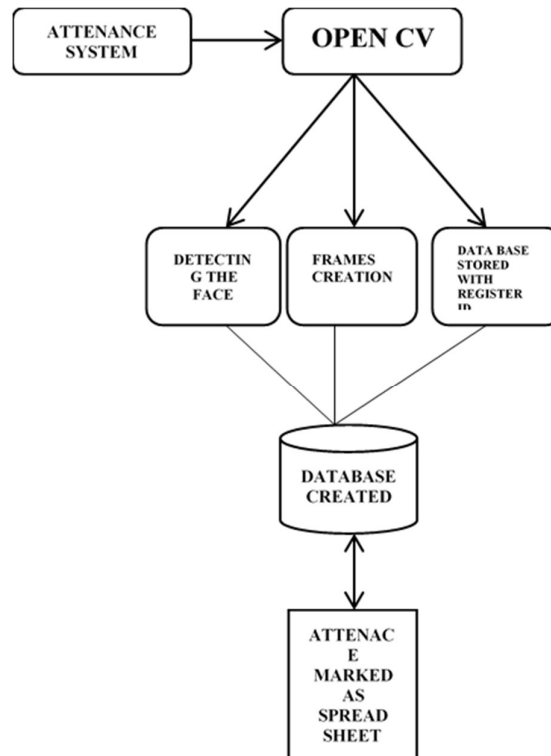 ATTENANCE
SYSTEM
OPEN CV
DETECTIN
G THE
FACE
FRAMES
CREATION
DATA BASE
STORED
WITH
REGISTER
ID
DATABASE
CREATED
ATTENAC
E
MARKED
AS
SPREAD
SHEET